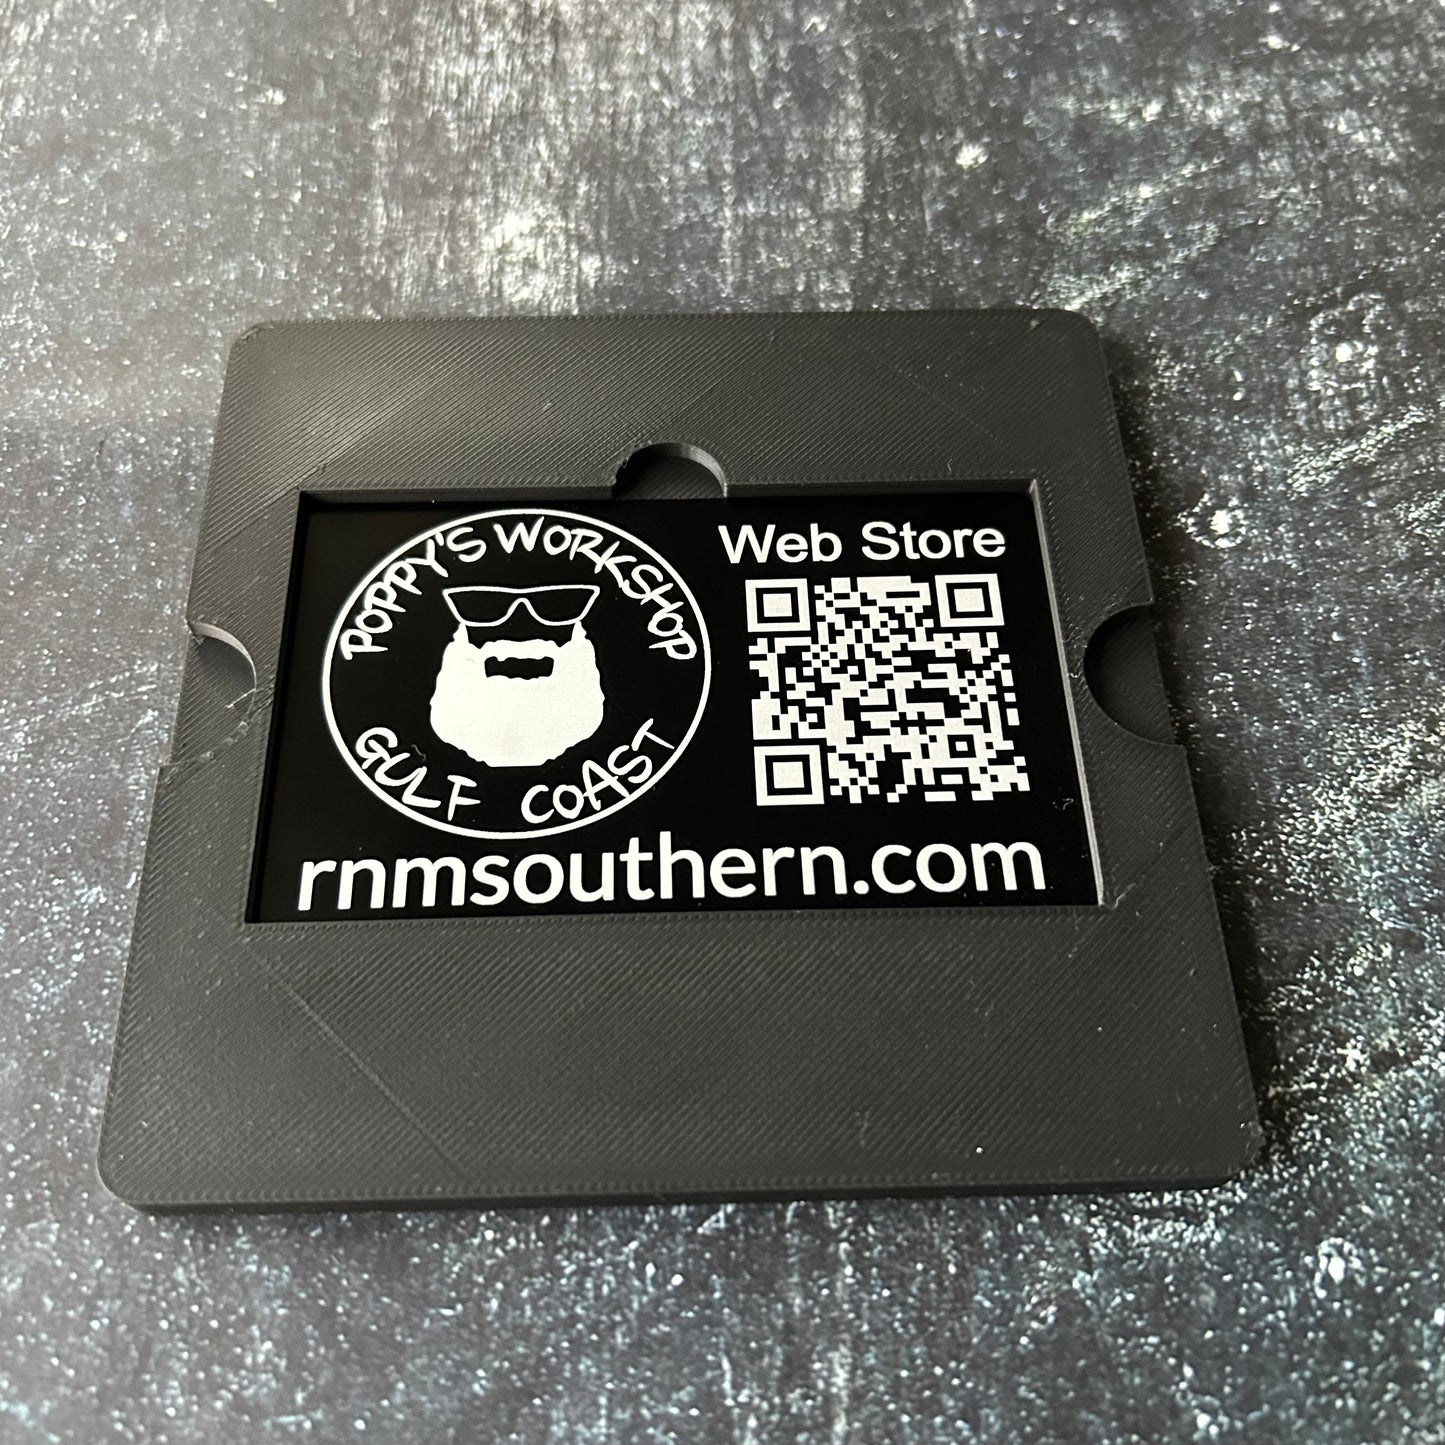 POPPY'S WORKSHOP
GULF COAST
Web Store
rnmsouthern.com